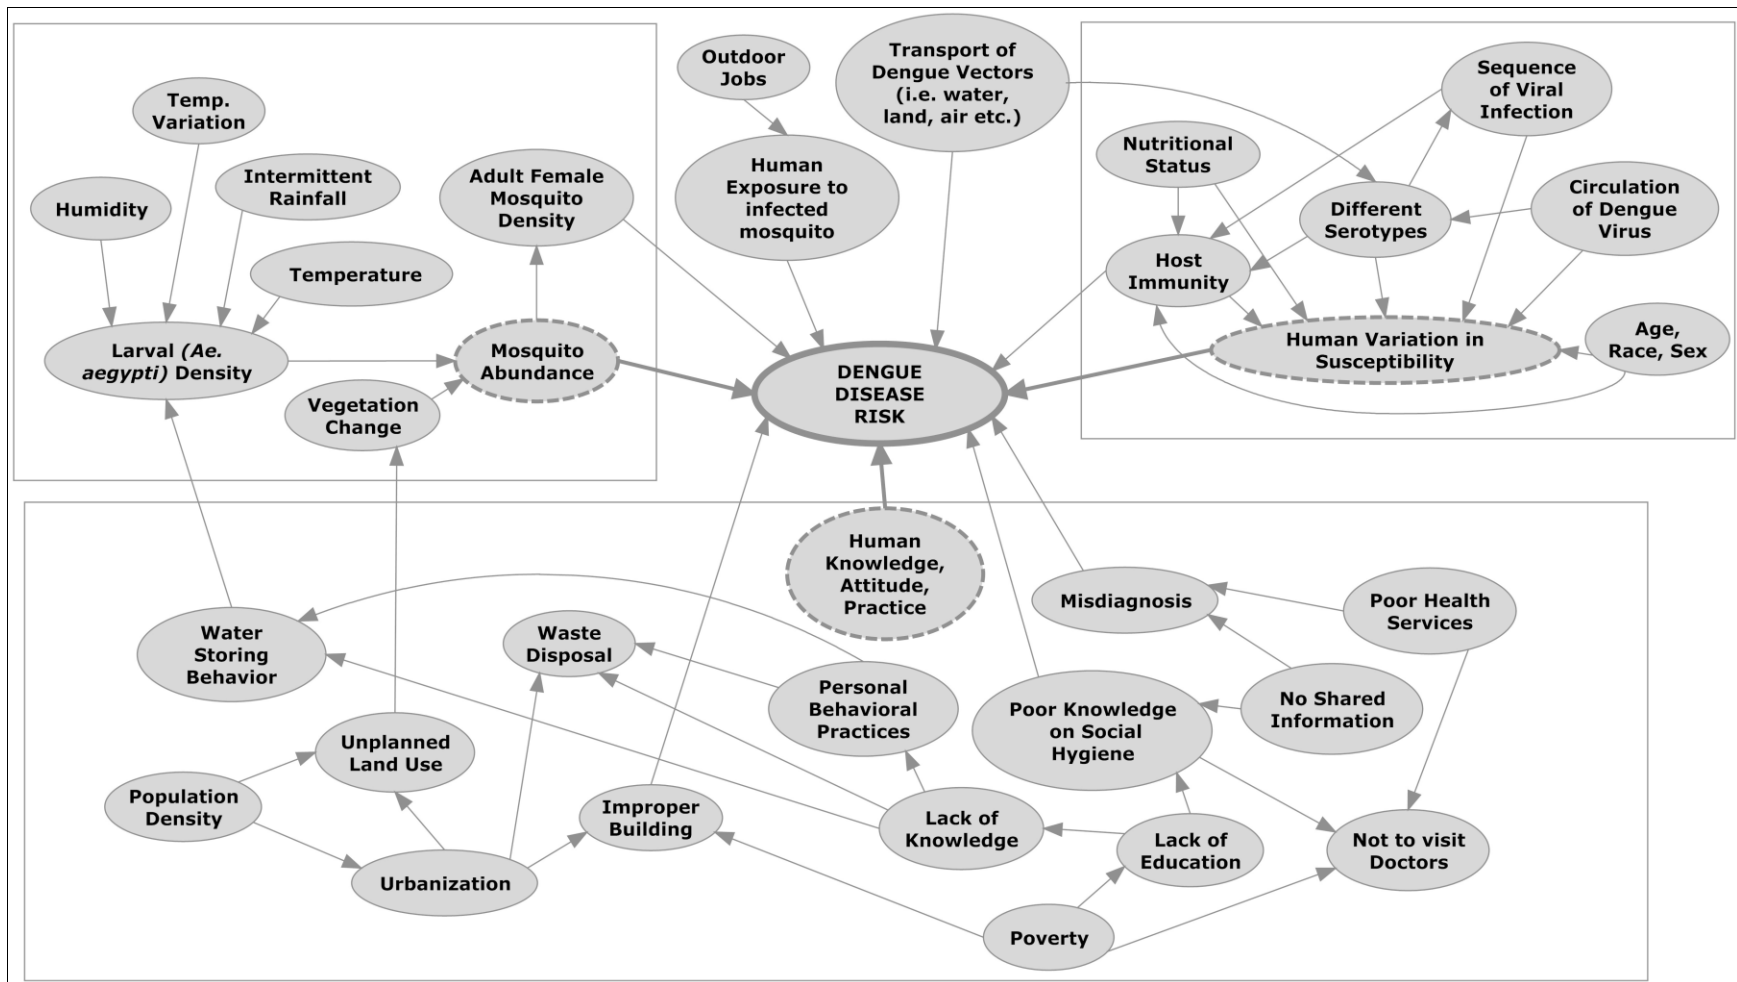 Outdoor
Jobs
Transport of
Dengue Vectors
(i.e. water,
land, air etc.)
Sequence
of Viral
Infection
Temp.
Variation
Nutritional
Status
Intermittent
Rainfall
Adult Female
Mosquito
Density
Human
Exposure to
infected
mosquito
Humidity
Different
Serotypes
Circulation
of Dengue
Virus
Temperature
Host
Immunity
Larval (Ae.
aegypti) Density
Mosquito
Abundance
DENGUE
DISEASE
RISK
Human Variation in
Susceptibility
Age,
Race, Sex
Vegetation
Change
Human
Knowledge,
Attitude,
Practice
Misdiagnosis
Poor Health
Services
Water
Storing
Behavior
Waste
Disposal
Personal
Behavioral
Practices
Poor Knowledge
on Social
Hygiene
No Shared
Information
Unplanned
Land Use
Population
Density
Improper
Building
Lack of
Knowledge
Lack of
Education
Not to visit
Doctors
Urbanization
Poverty